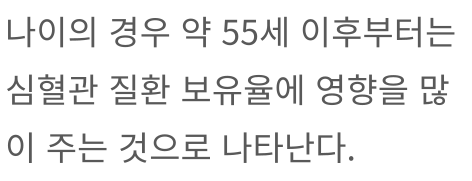 나이의 경우 약 55세 이후부터는
심혈관 질환 보유율에 영향을 많
이 주는 것으로 나타난다.